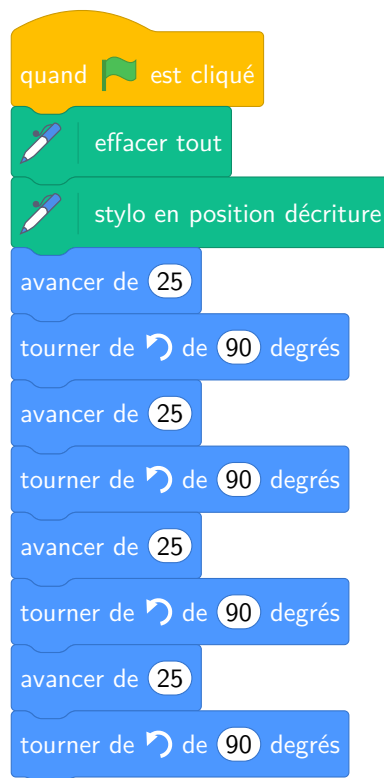 quand est cliqué
effacer tout
stylo en position décriture
avancer de 25
tourner de de 90 degrés
avancer de 25
tourner de de 90 degrés
avancer de 25
tourner de de 90 degrés
avancer de 25
tourner de de 90 degrés